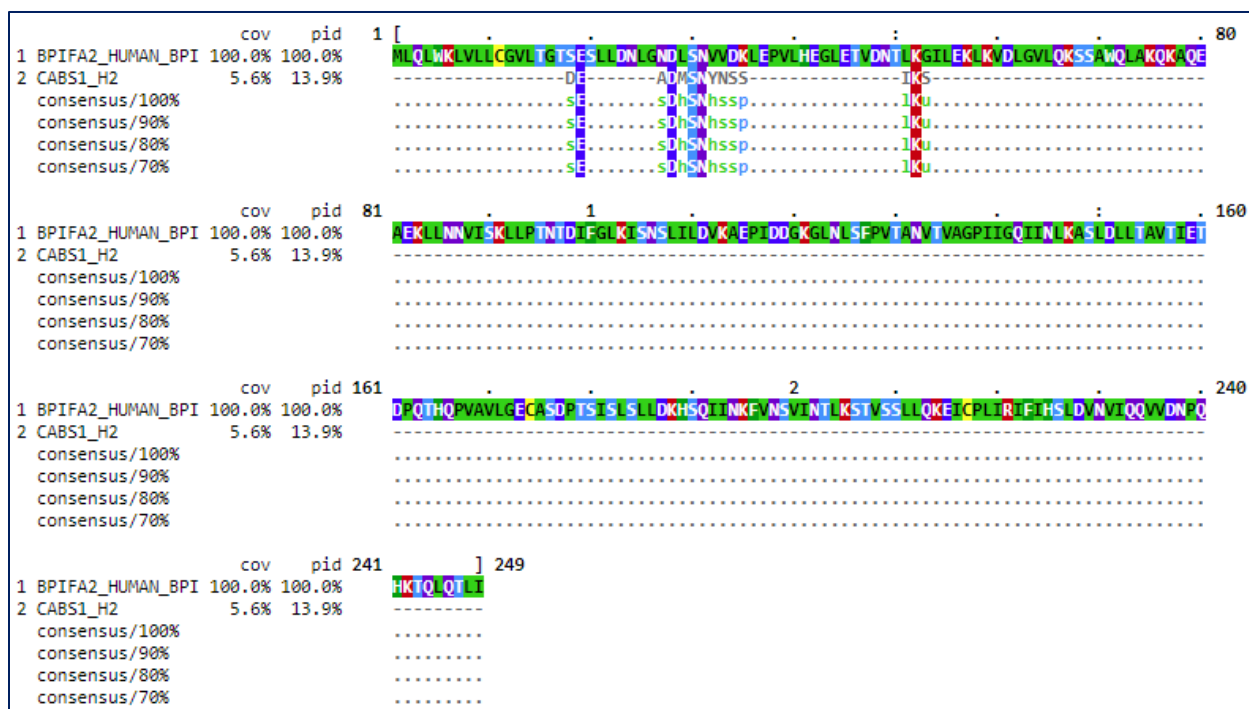 cov pid 1 [ . . . . : . . . 80
1 BPIFA2_HUMAN_BPI 100.0% 100.0% MLQLWKLVLLCGVLTGTSESLLDNLGNDLSNVVDKLEPVLHEGLETVDNTLKGILEKLKVDLGVLQKSSAWQLAKQKAQE
2 CABS1_H2 5.6% 13.9% -----------------DE-------ADMSNYNSS---------------IKS---------------------------
consensus/100% .................sE.......sDhSNhssp...............lKu...........................
consensus/90% .................sE.......sDhSNhssp...............lKu...........................
consensus/80% .................sE.......sDhSNhssp...............lKu...........................
consensus/70% .................sE.......sDhSNhssp...............lKu...........................
cov pid 81 . 1 . . . . : . 160
1 BPIFA2_HUMAN_BPI 100.0% 100.0% AEKLLNNVISKLLPTNTDIFGLKISNSLILDVKAEPIDDGKGLNLSFPVTANVTVAGPIIGQIINLKASLDLLTAVTIET
2 CABS1_H2 5.6% 13.9% --------------------------------------------------------------------------------
consensus/100% ................................................................................
consensus/90% ................................................................................
consensus/80% ................................................................................
consensus/70% ................................................................................
cov pid 161 . . . 2 . . . . 240
1 BPIFA2_HUMAN_BPI 100.0% 100.0% DPQTHQPVAVLGECASDPTSISLSLLDKHSQIINKFVNSVINTLKSTVSSLLQKEICPLIRIFIHSLDVNVIQQVVDNPQ
2 CABS1_H2 5.6% 13.9% --------------------------------------------------------------------------------
consensus/100% ................................................................................
consensus/90% ................................................................................
consensus/80% ................................................................................
consensus/70% ................................................................................
cov pid 241 ] 249
1 BPIFA2_HUMAN_BPI 100.0% 100.0% HKTQLQTLI
2 CABS1_H2 5.6% 13.9% ---------
consensus/100% .........
consensus/90% .........
consensus/80% .........
consensus/70% .........